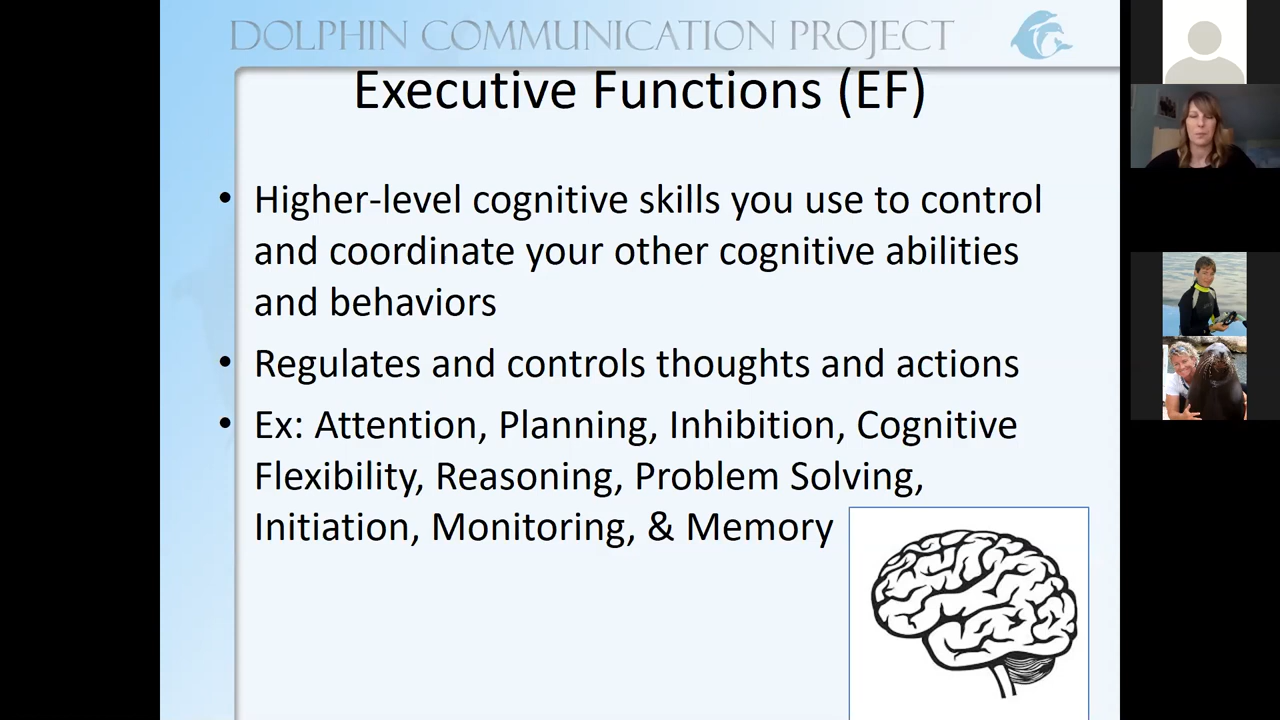 DOLPHIN COMMUNICATION PROJECT
Executive Functions (EF)
• Higher-level cognitive skills you use to control
and coordinate your other cognitive abilities
and behaviors
• Regulates and controls thoughts and actions
• Ex: Attention, Planning, Inhibition, Cognitive
Flexibility, Reasoning, Problem Solving,
Initiation, Monitoring, & Memory